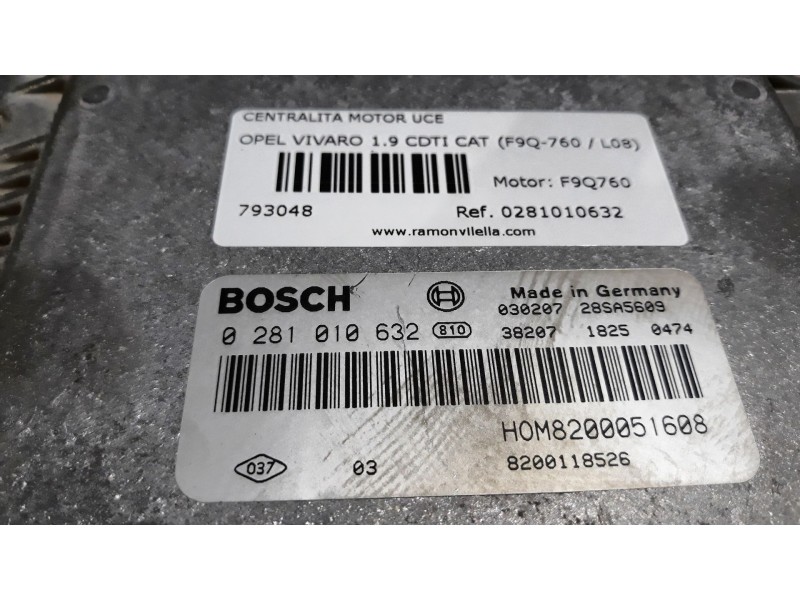 CENTRALITA MOTOR UCE
OPEL VIVARO 1.9 CDTI CAT (F9Q-760 / L08)
Motor: F9Q760
793048 Ref. 0281010632
www.ramonvilella.com
BOSCH Made in Germany
030207 28SA5609
0 281 010 632 810 38207 1825 0474
HOM8200051608
037 03 8200118526